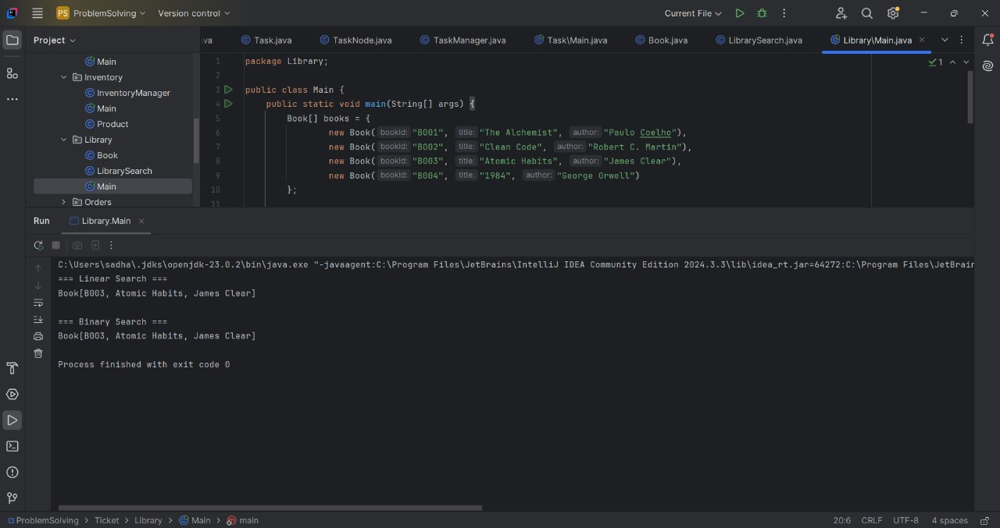 PS ProblemSolving Version control Current File
Project
va Task.java TaskNode.java TaskManager.java Task\Main.java Book.java LibrarySearch.java Library\Main.java
Main
Inventory
InventoryManager
Main
Product
Library
Book
LibrarySearch
Main
Orders
1
1 package Library;
2
3 public class Main {
4 public static void main(String[] args) {
5 Book[] books = {
6 new Book( bookId: "B001", title: "The Alchemist", author: "Paulo Coelho"),
7 new Book( bookId: "B002", title: "Clean Code", author: "Robert C. Martin"),
8 new Book( bookId: "B003", title: "Atomic Habits", author: "James Clear"),
9 new Book( bookId: "B004", title: "1984", author: "George Orwell")
10 };
11
Run Library.Main
C:\Users\sadha\.jdks\openjdk-23.0.2\bin\java.exe "-javaagent:C:\Program Files\JetBrains\IntelliJ IDEA Community Edition 2024.3.3\lib\idea_rt.jar=64272:C:\Program Files\JetBrain
=== Linear Search ===
Book[B003, Atomic Habits, James Clear]
=== Binary Search ===
Book[B003, Atomic Habits, James Clear]
Process finished with exit code 0
ProblemSolving > Ticket > Library > Main > main 20:6 CRLF UTF-8 4 spaces